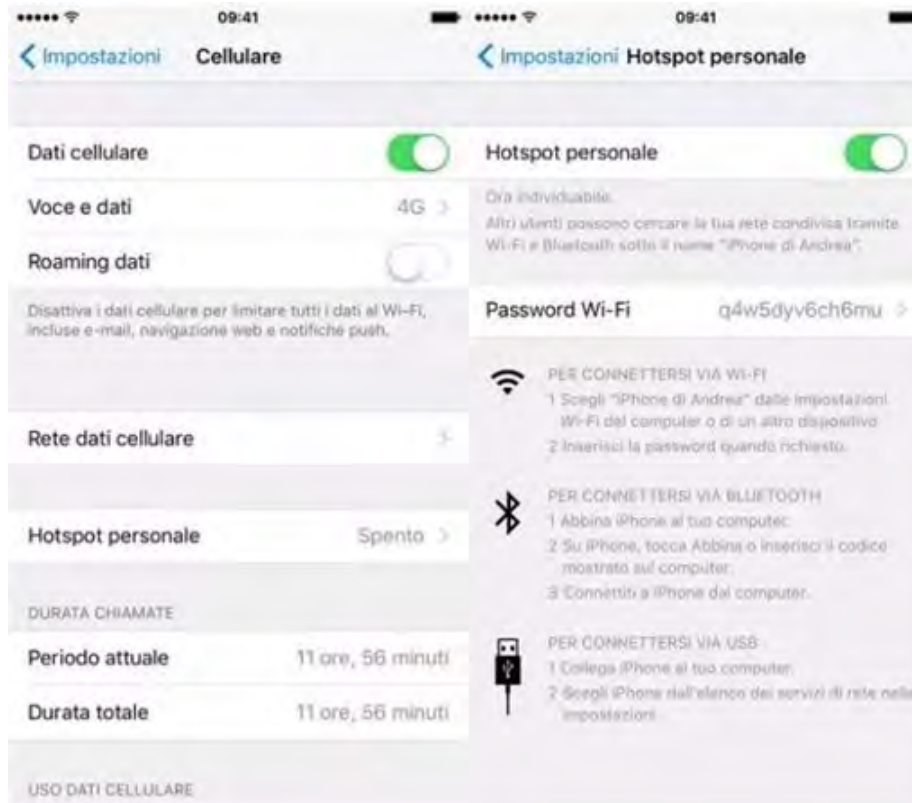 09:41
Impostazioni
Cellulare
Dati cellulare
Voce e dati
4G
Roaming dati
Disattiva i dati cellulare per limitare tutti i dati al Wi-Fi,
incluse e-mail, navigazione web e notifiche push.
Rete dati cellulare
Hotspot personale
Spento
DURATA CHIAMATE
Periodo attuale
11 ore, 56 minuti
Durata totale
11 ore, 56 minuti
USO DATI CELLULARE
09:41
Impostazioni
Hotspot personale
Hotspot personale
Ora individuabile.
Altri utenti possono cercare la tua rete condivisa tramite
Wi-Fi e Bluetooth sotto il nome "iPhone di Andrea".
Password Wi-Fi
q4w5dyv6ch6mu
PER CONNETTERSI VIA WI-FI
1 Scegli "iPhone di Andrea" dalle impostazioni
Wi-Fi del computer o di un altro dispositivo
2 Inserisci la password quando richiesto.
PER CONNETTERSI VIA BLUETOOTH
1 Abbina iPhone al tuo computer.
2 Su iPhone, tocca Abbina o inserisci il codice
mostrato sul computer.
3 Connettiti a iPhone dal computer.
PER CONNETTERSI VIA USB
1 Collega iPhone al tuo computer.
2 Scegli iPhone dall'elenco dei servizi di rete nelle
impostazioni.